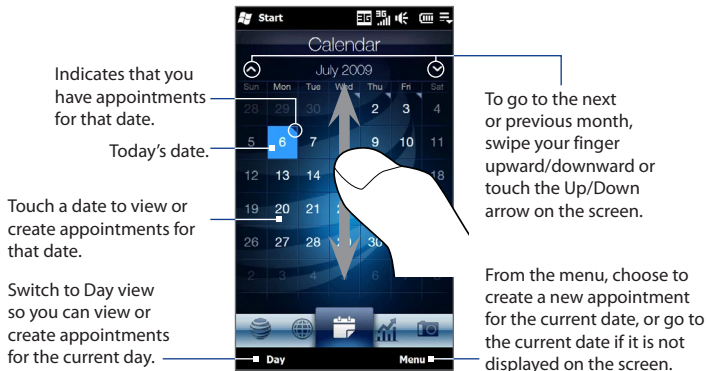 Start
Calendar
July 2009
Sun Mon Tue Wed Thu Fri Sat
28 29 30 2 3 4
5 6 7 9 10 11
12 13 14 18
19 20 21
26 27 28 29 30
2 3 4 6
Day Menu
Indicates that you
have appointments
for that date.
Today's date.
Touch a date to view or
create appointments for
that date.
Switch to Day view
so you can view or
create appointments
for the current day.
To go to the next
or previous month,
swipe your finger
upward/downward or
touch the Up/Down
arrow on the screen.
From the menu, choose to
create a new appointment
for the current date, or go to
the current date if it is not
displayed on the screen.